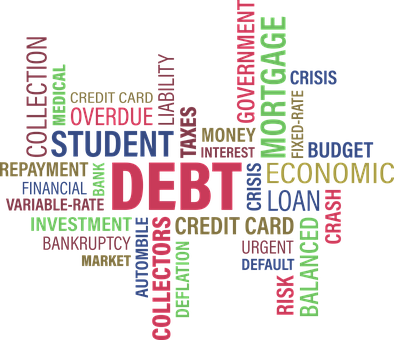 COLLECTION
MEDICAL
CREDIT CARD
OVERDUE
LIABILITY
STUDENT
TAXES
MONEY
INTEREST
GOVERNMENT
MORTGAGE
FIXED-RATE
CRISIS
BUDGET
REPAYMENT
FINANCIAL
VARIABLE-RATE
BANK
DEBT
CRISIS
ECONOMIC
LOAN
CRASH
INVESTMENT
BANKRUPTCY
MARKET
AUTOMBILE
COLLECTORS
DEFLATION
CREDIT CARD
URGENT
DEFAULT
RISK
BALANCED